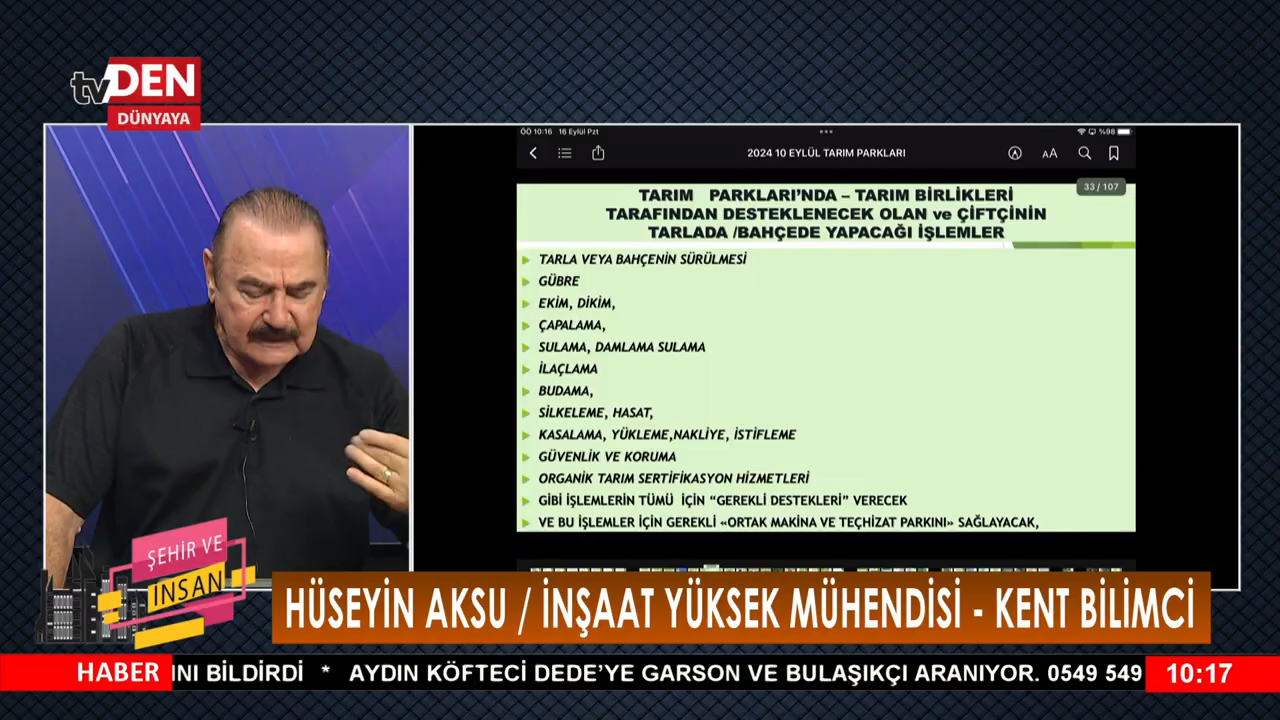 tvDEN
DÜNYAYA
ÖÖ 10:16 16 Eylül Pzt
%98
2024 10 EYLÜL TARIM PARKLARI
AA
33 / 107
TARIM PARKLARI'NDA – TARIM BİRLİKLERİ
TARAFINDAN DESTEKLENECEK OLAN ve ÇİFTÇİNİN
TARLADA /BAHÇEDE YAPACAĞI İŞLEMLER
TARLA VEYA BAHÇENİN SÜRÜLMESİ
GÜBRE
EKİM, DİKİM,
ÇAPALAMA,
SULAMA, DAMLAMA SULAMA
İLAÇLAMA
BUDAMA,
SİLKELEME, HASAT,
KASALAMA, YÜKLEME,NAKLİYE, İSTİFLEME
GÜVENLİK VE KORUMA
ORGANİK TARIM SERTİFİKASYON HİZMETLERİ
GİBİ İŞLEMLERİN TÜMÜ İÇİN “GEREKLİ DESTEKLERİ” VERECEK
VE BU İŞLEMLER İÇİN GEREKLİ «ORTAK MAKİNA VE TEÇHİZAT PARKINI» SAĞLAYACAK,
ŞEHİR VE
İNSAN
HÜSEYİN AKSU / İNŞAAT YÜKSEK MÜHENDİSİ - KENT BİLİMCİ
HABER INI BİLDİRDİ * AYDIN KÖFTECİ DEDE'YE GARSON VE BULAŞIKÇI ARANIYOR. 0549 549 10:17